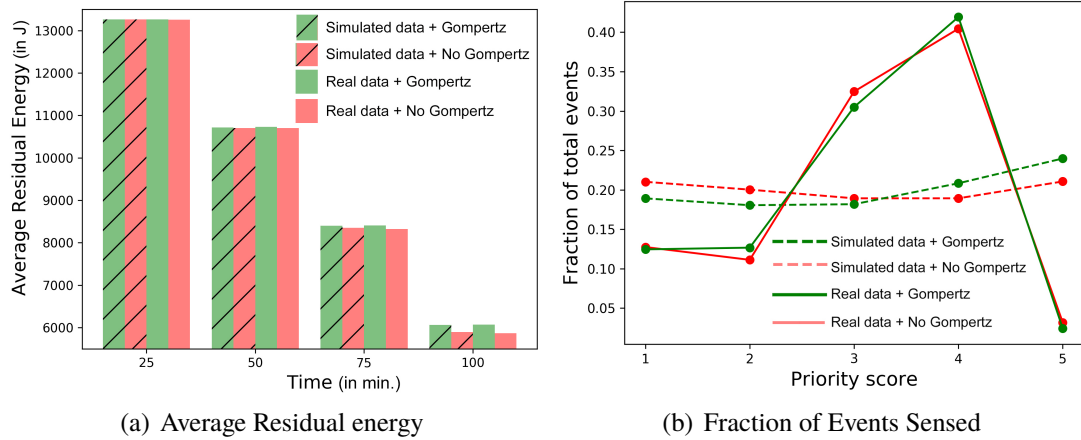 Average Residual Energy (in J)
13000
12000
11000
10000
9000
8000
7000
6000
Simulated data + Gompertz
Simulated data + No Gompertz
Real data + Gompertz
Real data + No Gompertz
25
50
75
100
Time (in min.)
(a) Average Residual energy
Fraction of total events
0.40
0.35
0.30
0.25
0.20
0.15
0.10
0.05
Simulated data + Gompertz
Simulated data + No Gompertz
Real data + Gompertz
Real data + No Gompertz
1
2
3
4
5
Priority score
(b) Fraction of Events Sensed